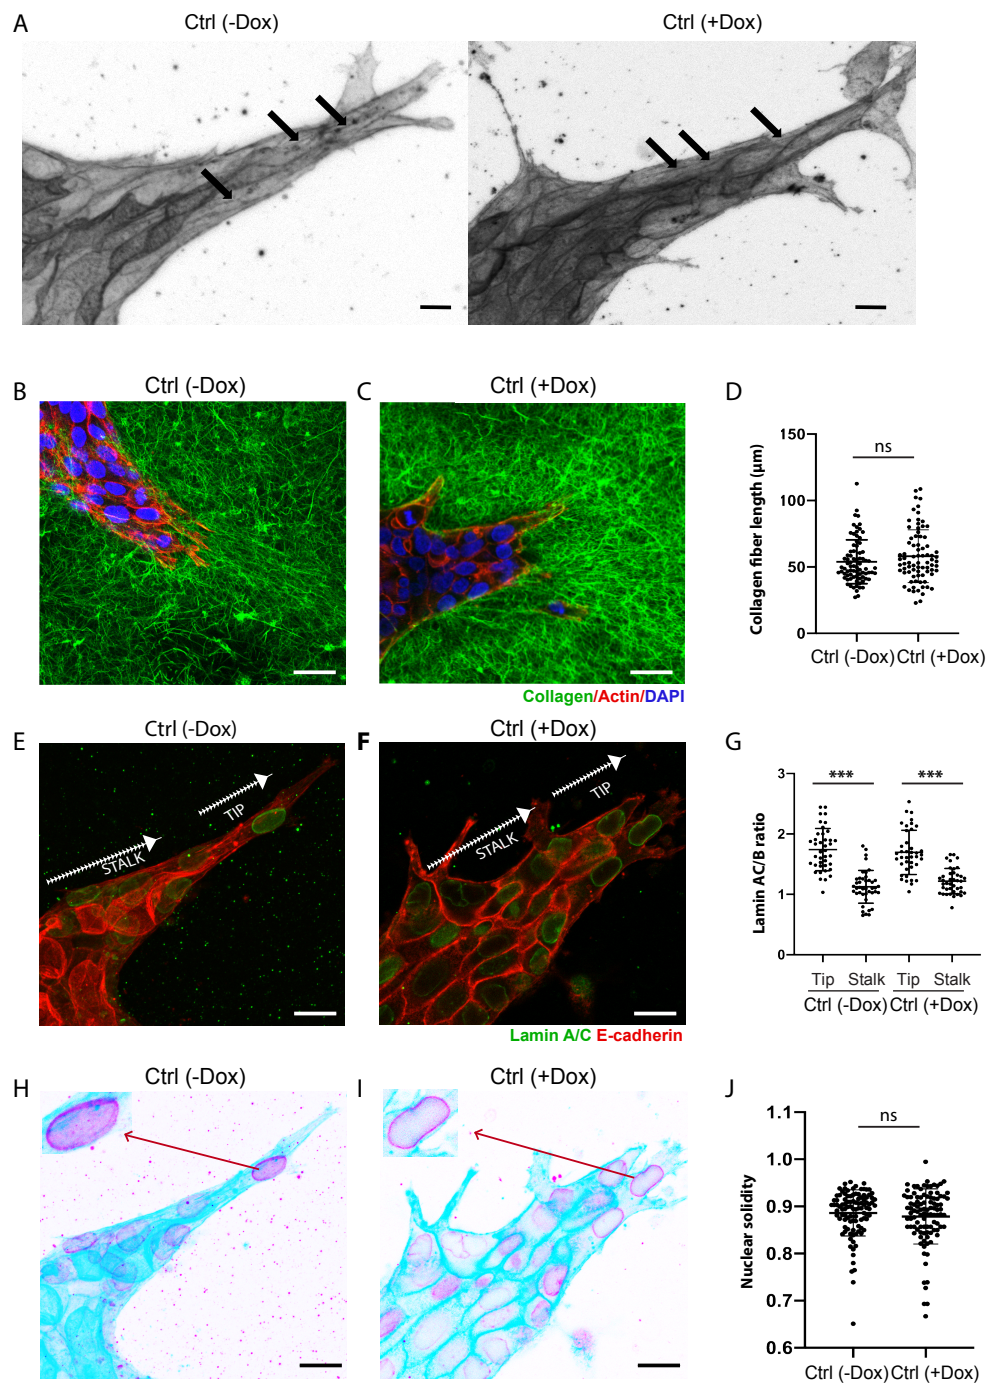 A
Ctrl (-Dox)
Ctrl (+Dox)
B
Ctrl (-Dox)
C
Ctrl (+Dox)
Collagen/Actin/DAPI
D
ns
Collagen fiber length (µm)
150
100
50
0
Ctrl (-Dox) Ctrl (+Dox)
E
Ctrl (-Dox)
STALK
TIP
F
Ctrl (+Dox)
STALK
TIP
Lamin A/C E-cadherin
G
*** ***
Lamin AC/B ratio
3
2
1
0
Tip Stalk Tip Stalk
Ctrl (-Dox) Ctrl (+Dox)
H
Ctrl (-Dox)
I
Ctrl (+Dox)
J
ns
Nuclear solidity
1.0
0.9
0.8
0.7
0.6
Ctrl (-Dox) Ctrl (+Dox)